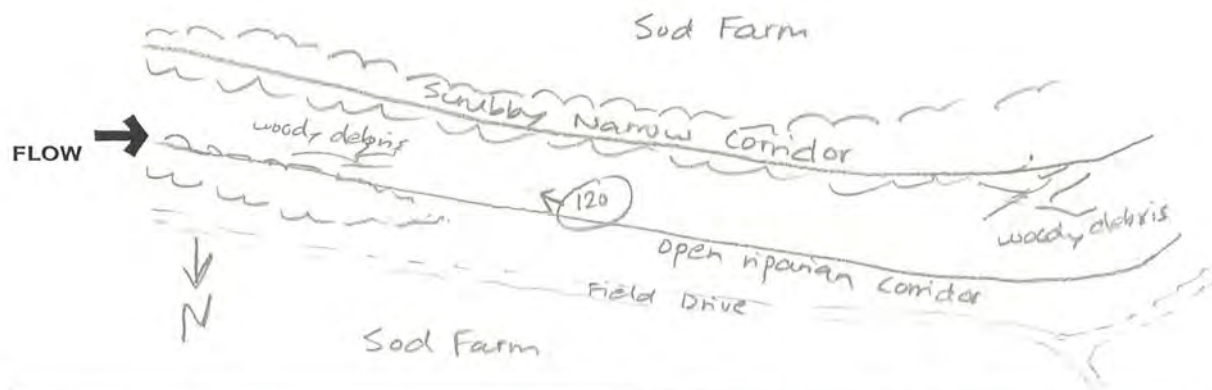 Sod Farm
Scrubby Narrow Corridor
woody debris
FLOW
120
woody debris
open riparian corridor
Field Drive
N
Sod Farm